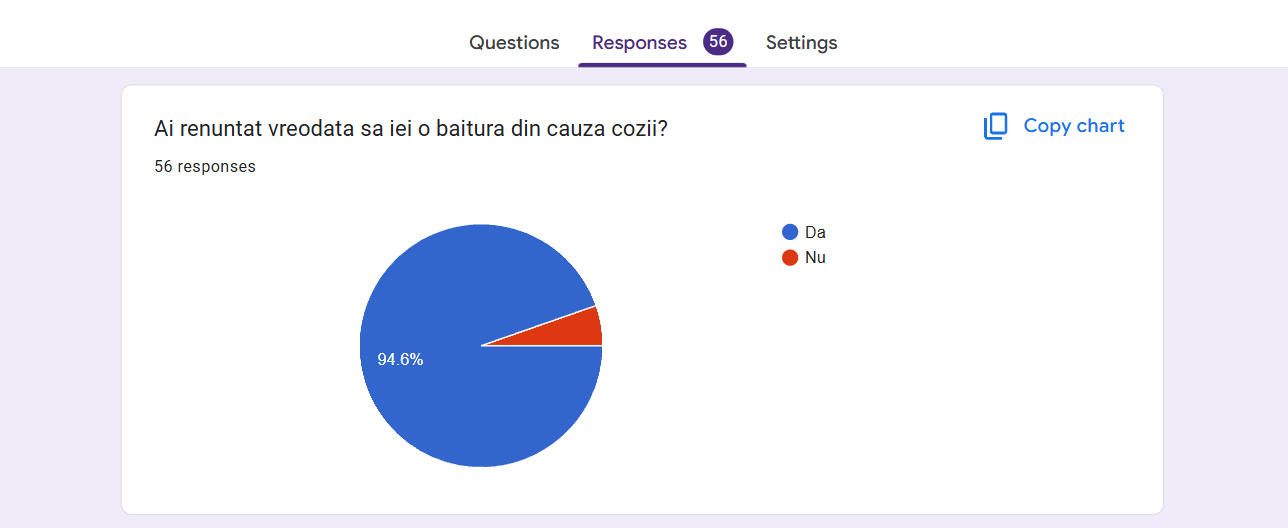 Questions Responses 56 Settings
Ai renuntat vreodata sa iei o baitura din cauza cozii?
Copy chart
56 responses
Da
Nu
94.6%